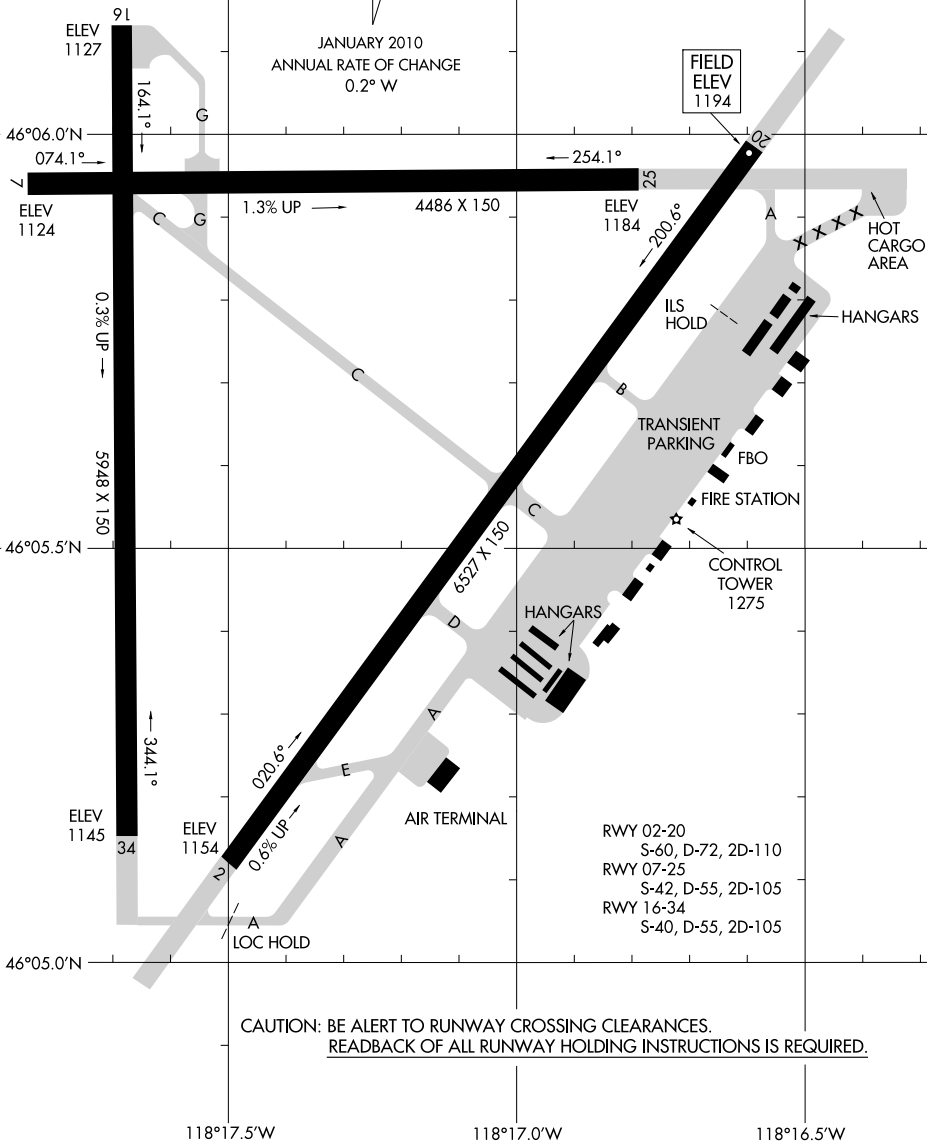 16
ELEV
1127
JANUARY 2010
ANNUAL RATE OF CHANGE
0.2° W
FIELD
ELEV
1194
164.1°
G
46°06.0'N
074.1°
254.1°
20
7
25
ELEV
1124
C
G
1.3% UP
4486 X 150
ELEV
1184
200.6°
A
X X X X
HOT
CARGO
AREA
0.3% UP
ILS
HOLD
HANGARS
C
B
TRANSIENT
PARKING
FBO
5948 X 150
FIRE STATION
C
6527 X 150
46°05.5'N
CONTROL
TOWER
1275
HANGARS
D
A
344.1°
020.6°
E
ELEV
1145
ELEV
1154
0.6% UP
A
AIR TERMINAL
34
2
RWY 02-20
S-60, D-72, 2D-110
RWY 07-25
S-42, D-55, 2D-105
RWY 16-34
S-40, D-55, 2D-105
A
LOC HOLD
46°05.0'N
CAUTION: BE ALERT TO RUNWAY CROSSING CLEARANCES.
READBACK OF ALL RUNWAY HOLDING INSTRUCTIONS IS REQUIRED.
118°17.5'W
118°17.0'W
118°16.5'W